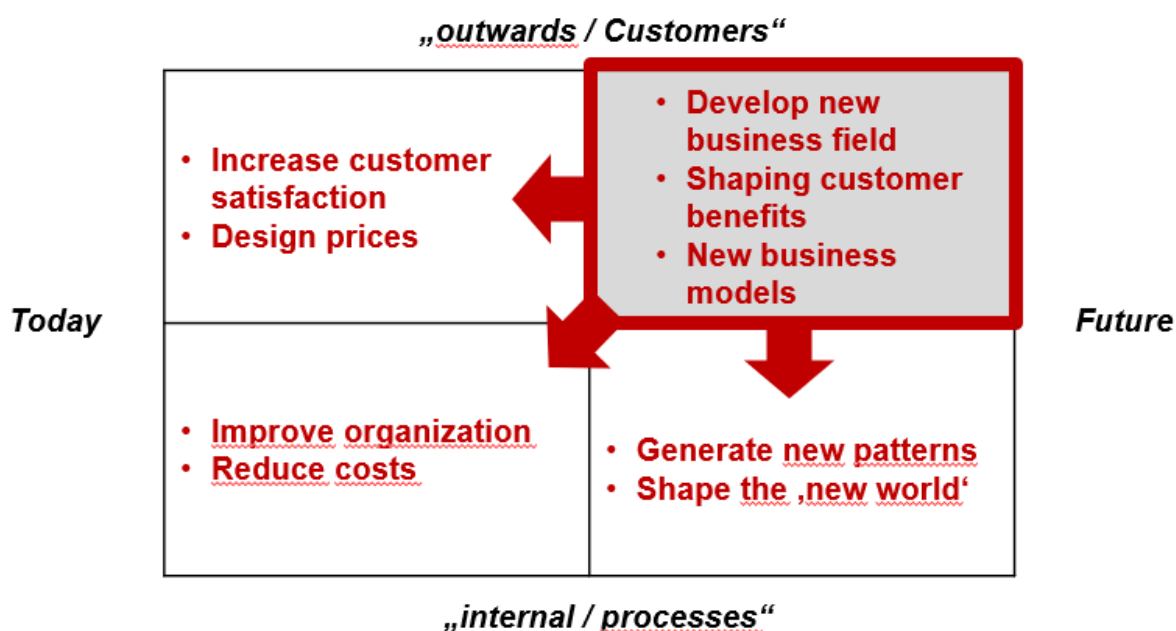 „outwards / Customers“
• Increase customer
satisfaction
• Design prices
• Develop new
business field
• Shaping customer
benefits
• New business
models
Today
Future
• Improve organization
• Reduce costs
• Generate new patterns
• Shape the ‚new world‘
„internal / processes“